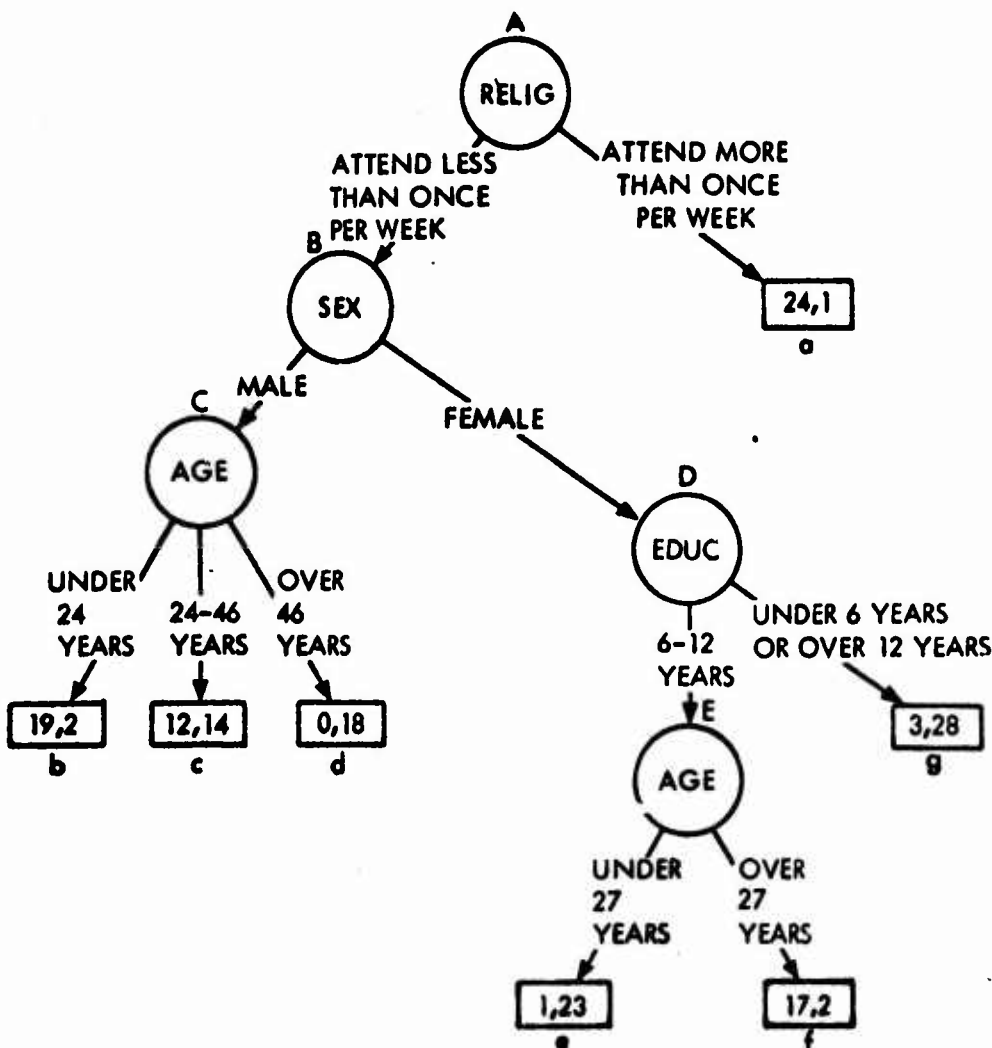 A
RELIG
ATTEND LESS
THAN ONCE
PER WEEK
ATTEND MORE
THAN ONCE
PER WEEK
B
SEX
24,1
a
MALE
FEMALE
C
AGE
D
EDUC
UNDER
24
YEARS
24-46
YEARS
OVER
46
YEARS
6-12
YEARS
UNDER 6 YEARS
OR OVER 12 YEARS
19,2
b
12,14
c
0,18
d
E
AGE
3,28
g
UNDER
27
YEARS
OVER
27
YEARS
1,23
e
17,2
f